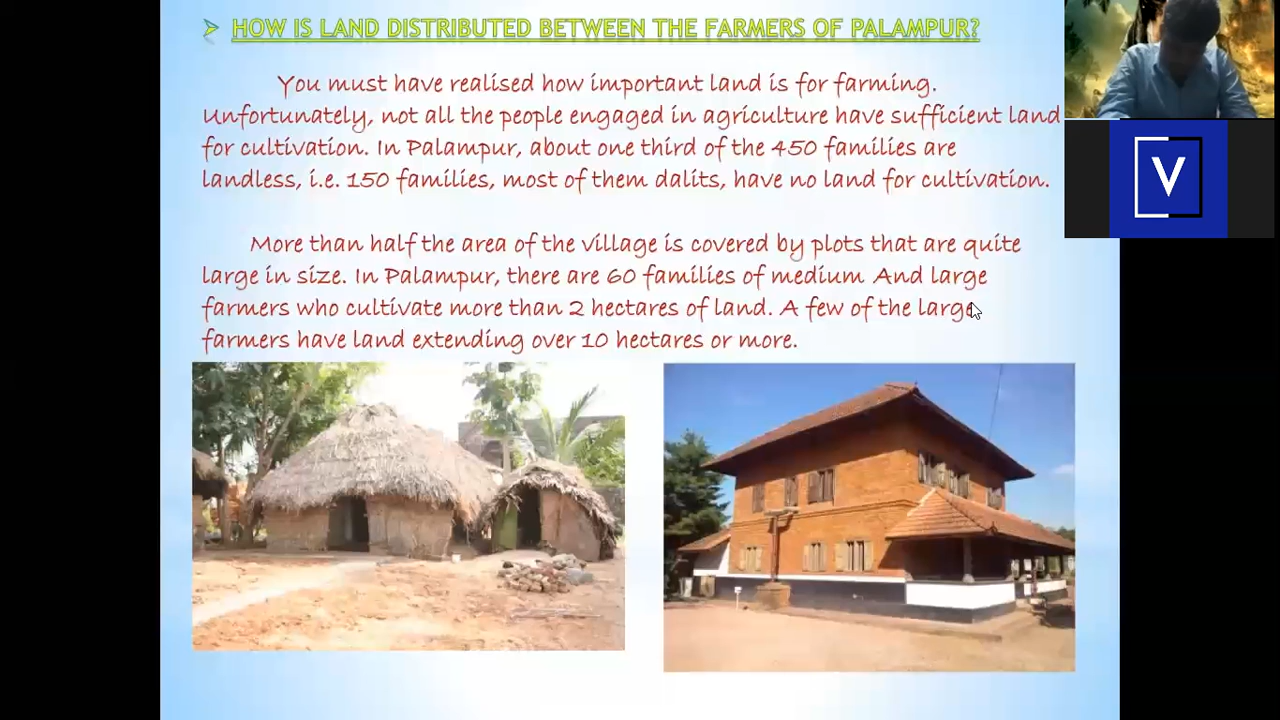 HOW IS LAND DISTRIBUTED BETWEEN THE FARMERS OF PALAMPUR?
You must have realised how important land is for farming.
Unfortunately, not all the people engaged in agriculture have sufficient land
for cultivation. In Palampur, about one third of the 450 families are
landless, i.e. 150 families, most of them dalits, have no land for cultivation.
More than half the area of the village is covered by plots that are quite
large in size. In Palampur, there are 60 families of medium And large
farmers who cultivate more than 2 hectares of land. A few of the large
farmers have land extending over 10 hectares or more.
V